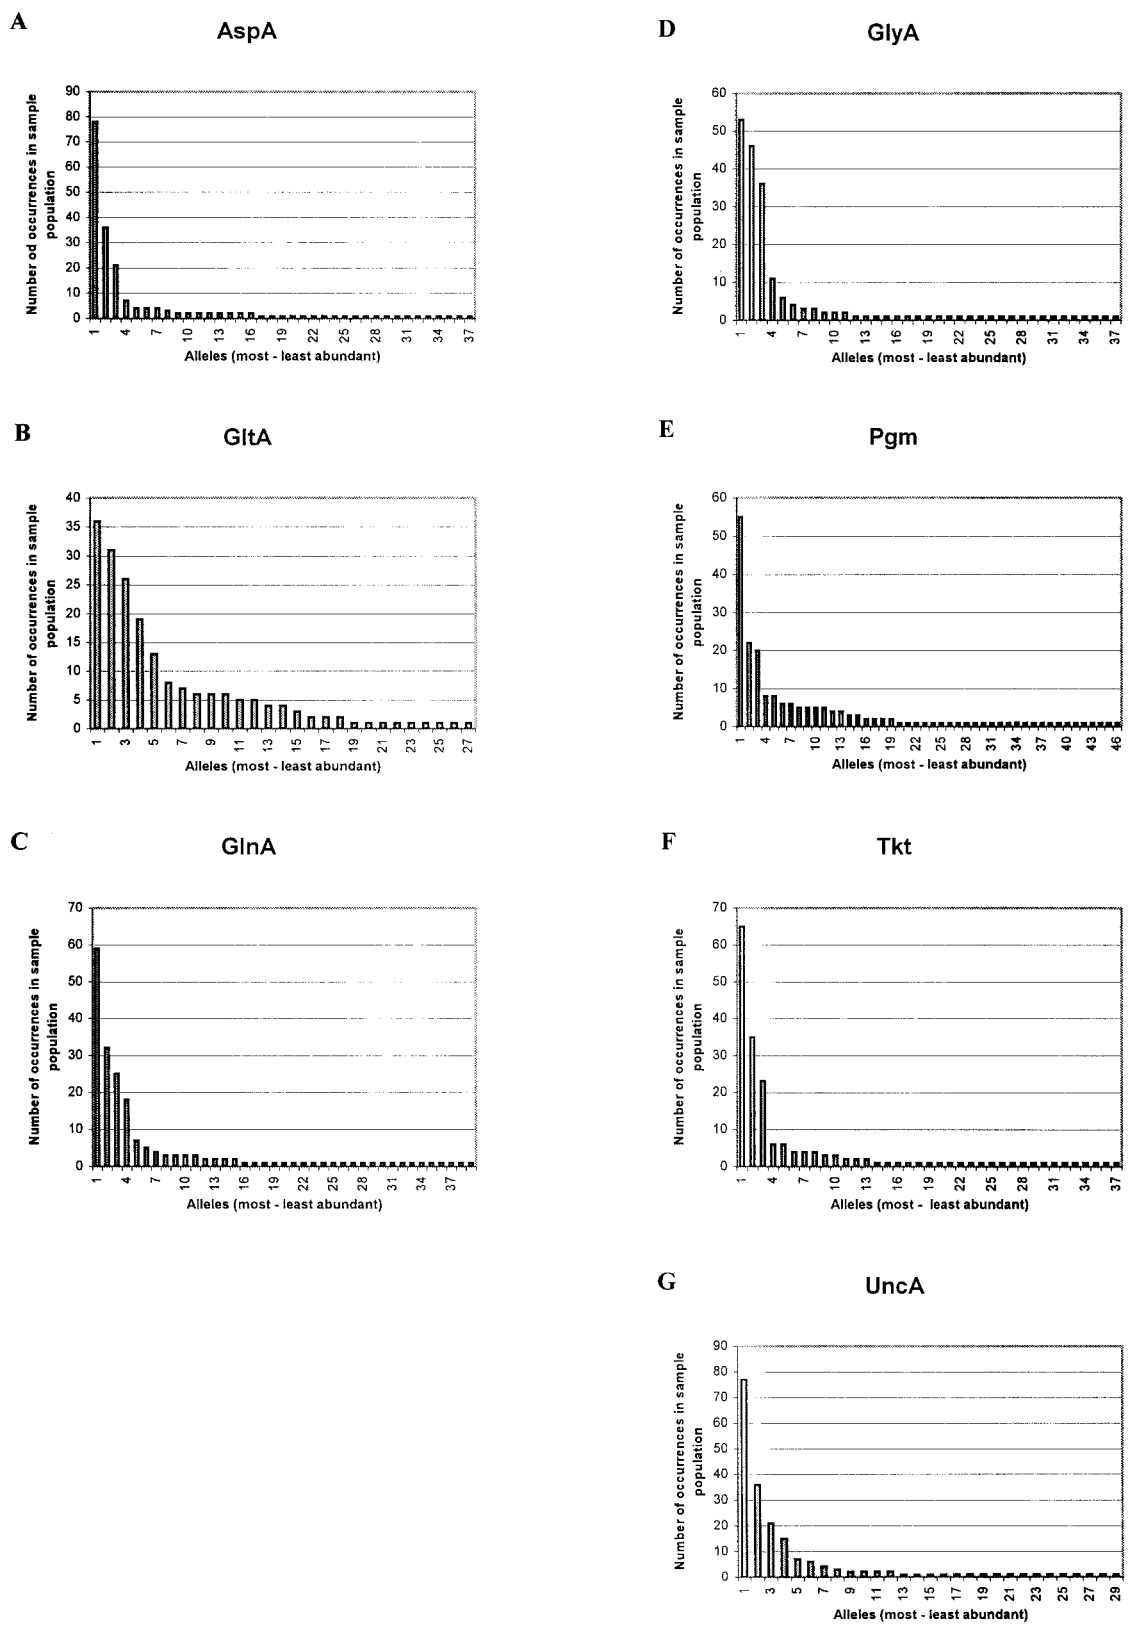 A
AspA
Number od occurrences in sample
population
90
80
70
60
50
40
30
20
10
0
1 4 7 10 13 16 19 22 25 28 31 34 37
Alleles (most - least abundant)
D
GlyA
Number of occurrences in sample
population
60
50
40
30
20
10
0
1 4 7 10 13 16 19 22 25 28 31 34 37
Alleles (most - least abundant)
B
GltA
Number of occurrences in sample
population
40
35
30
25
20
15
10
5
0
1 3 5 7 9 11 13 15 17 19 21 23 25 27
Alleles (most - least abundant)
E
Pgm
Number of occurrences in sample
population
60
50
40
30
20
10
0
1 4 7 10 13 16 19 22 25 28 31 34 37 40 43 46
Alleles (most - least abundant)
C
GlnA
Number of occurrences in sample
population
70
60
50
40
30
20
10
0
1 4 7 10 13 16 19 22 25 28 31 34 37
Alleles (most - least abundant)
F
Tkt
Number of occurrences in sample
population
70
60
50
40
30
20
10
0
1 4 7 10 13 16 19 22 25 28 31 34 37
Alleles (most - least abundant)
G
UncA
Number of occurrences in sample
population
90
80
70
60
50
40
30
20
10
0
1 3 5 7 9 11 13 15 17 19 21 23 25 27 29
Alleles (most - least abundant)